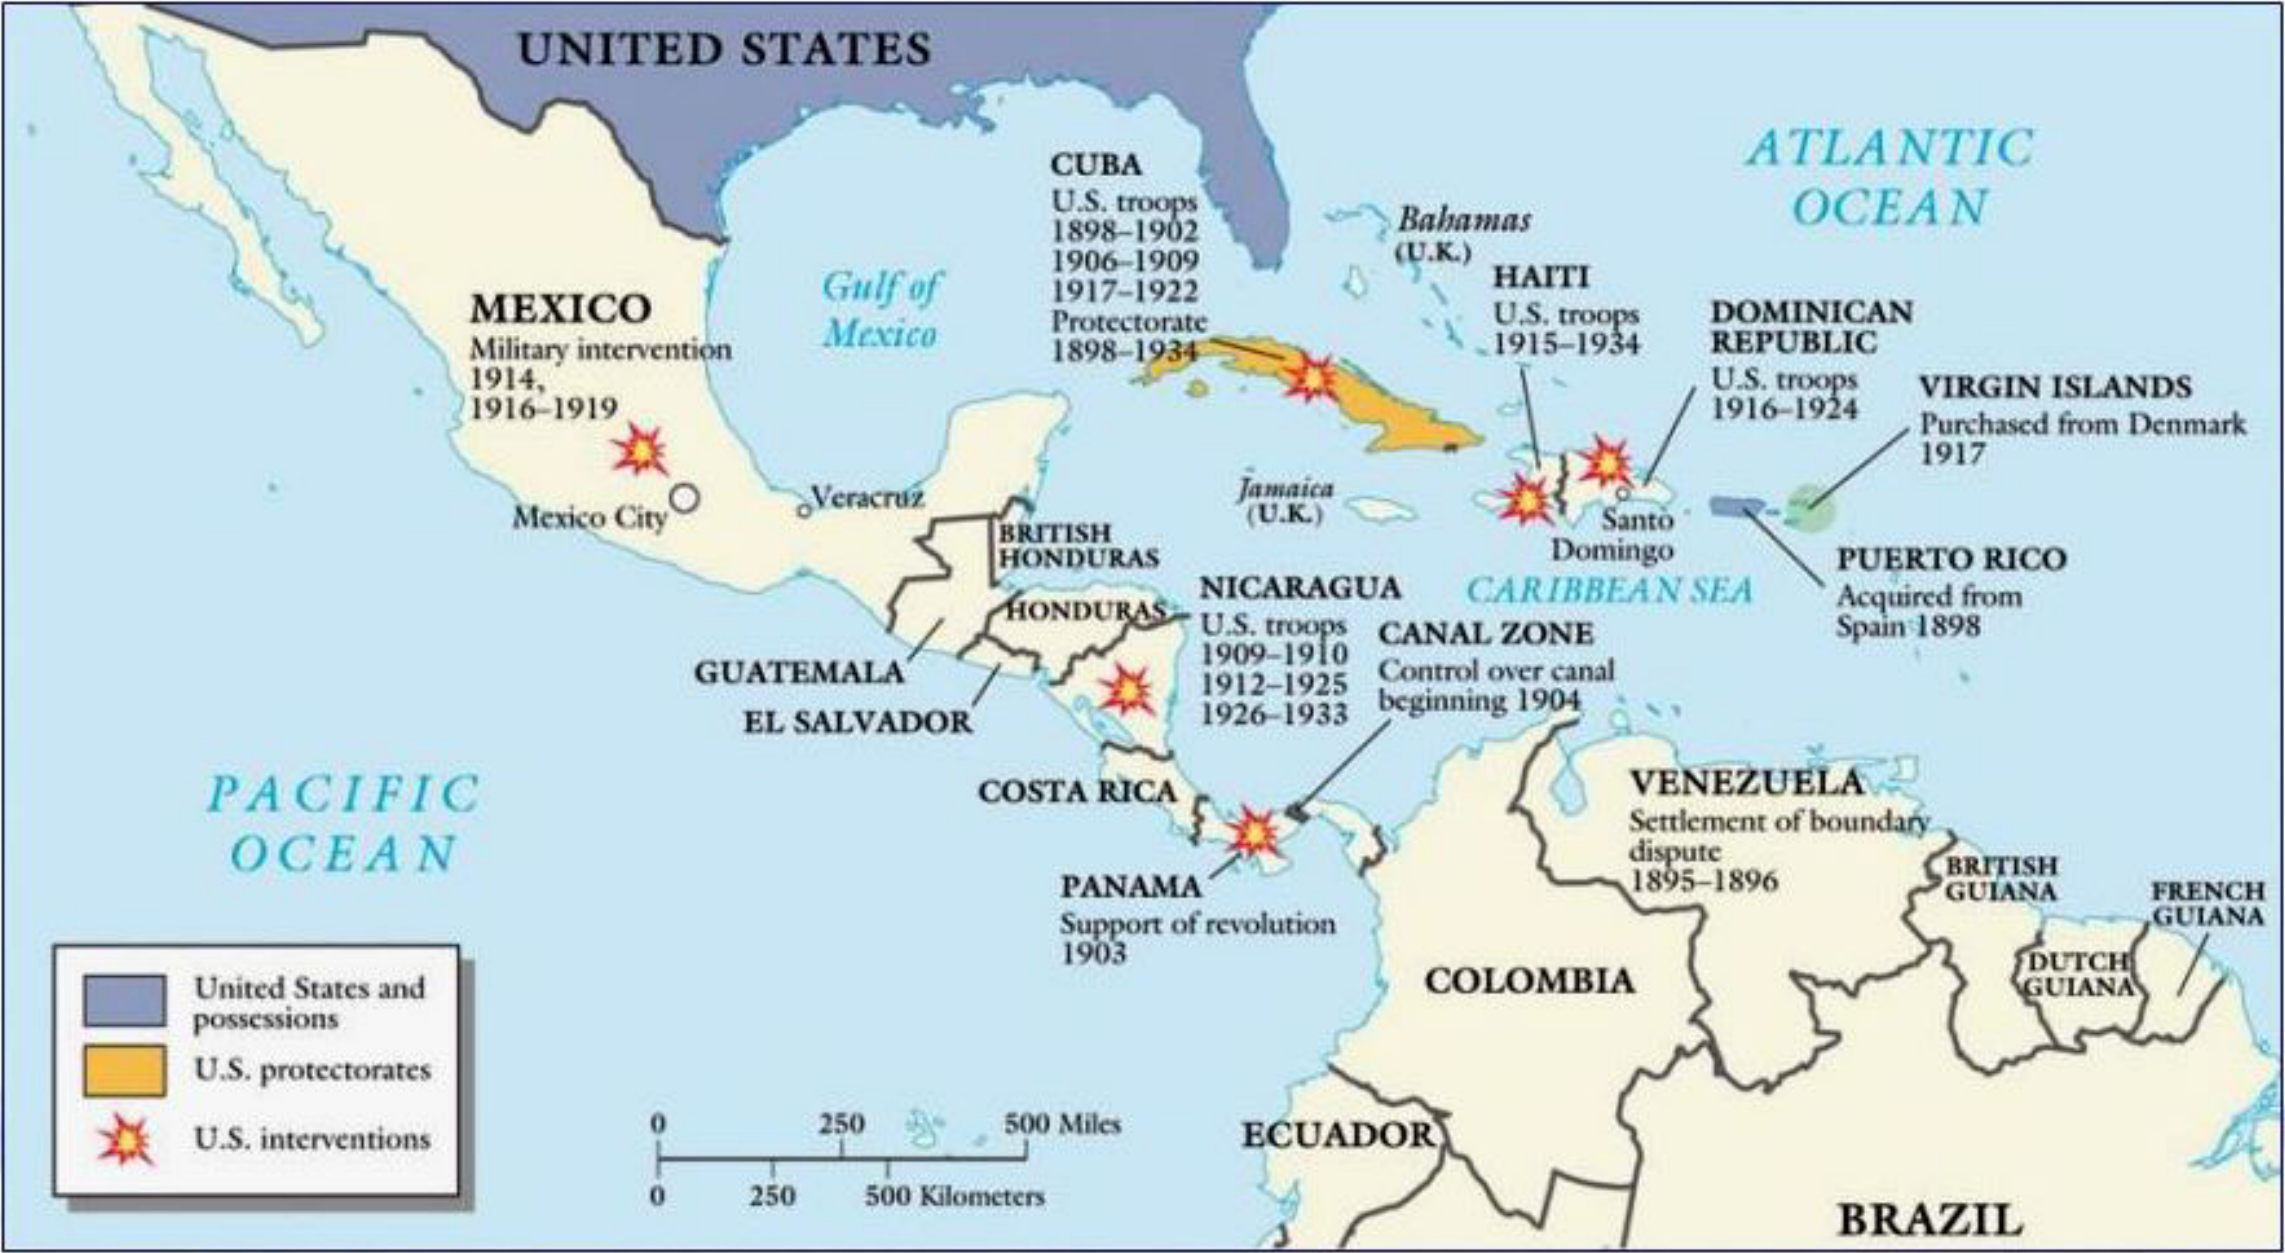 UNITED STATES
ATLANTIC
OCEAN
CUBA
U.S. troops
1898–1902
1906–1909
1917–1922
Protectorate
1898–1934
Bahamas
(U.K.)
HAITI
U.S. troops
1915–1934
DOMINICAN
REPUBLIC
U.S. troops
1916–1924
VIRGIN ISLANDS
Purchased from Denmark
1917
Gulf of
Mexico
MEXICO
Military intervention
1914,
1916–1919
Mexico City
Veracruz
Jamaica
(U.K.)
Santo
Domingo
PUERTO RICO
Acquired from
Spain 1898
CARIBBEAN SEA
BRITISH
HONDURAS
HONDURAS
NICARAGUA
U.S. troops
1909–1910
1912–1925
1926–1933
CANAL ZONE
Control over canal
beginning 1904
GUATEMALA
EL SALVADOR
COSTA RICA
PACIFIC
OCEAN
PANAMA
Support of revolution
1903
VENEZUELA
Settlement of boundary
dispute
1895–1896
BRITISH
GUIANA
FRENCH
GUIANA
DUTCH
GUIANA
COLOMBIA
ECUADOR
BRAZIL
United States and
possessions
U.S. protectorates
U.S. interventions
0 250 500 Miles
0 250 500 Kilometers